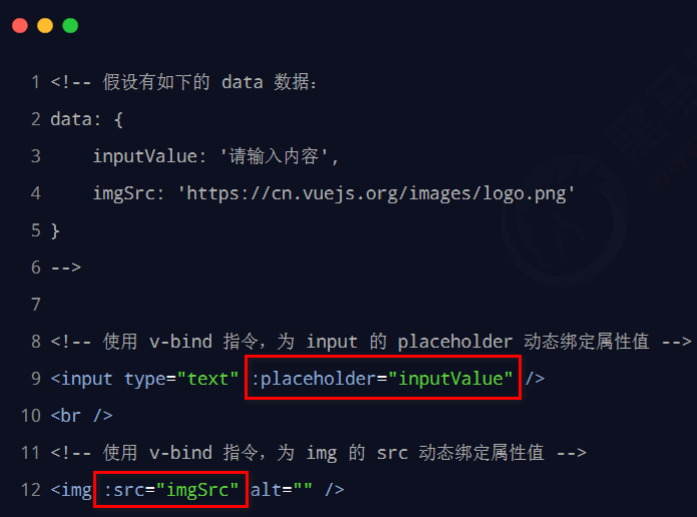 1 <!-- 假设有如下的 data 数据:
2 data: {
3 inputValue: '请输入内容',
4 imgSrc: 'https://cn.vuejs.org/images/logo.png'
5 }
6 -->
7
8 <!-- 使用 v-bind 指令，为 input 的 placeholder 动态绑定属性值 -->
9 <input type="text" :placeholder="inputValue" />
10 <br />
11 <!-- 使用 v-bind 指令，为 img 的 src 动态绑定属性值 -->
12 <img :src="imgSrc" alt="" />